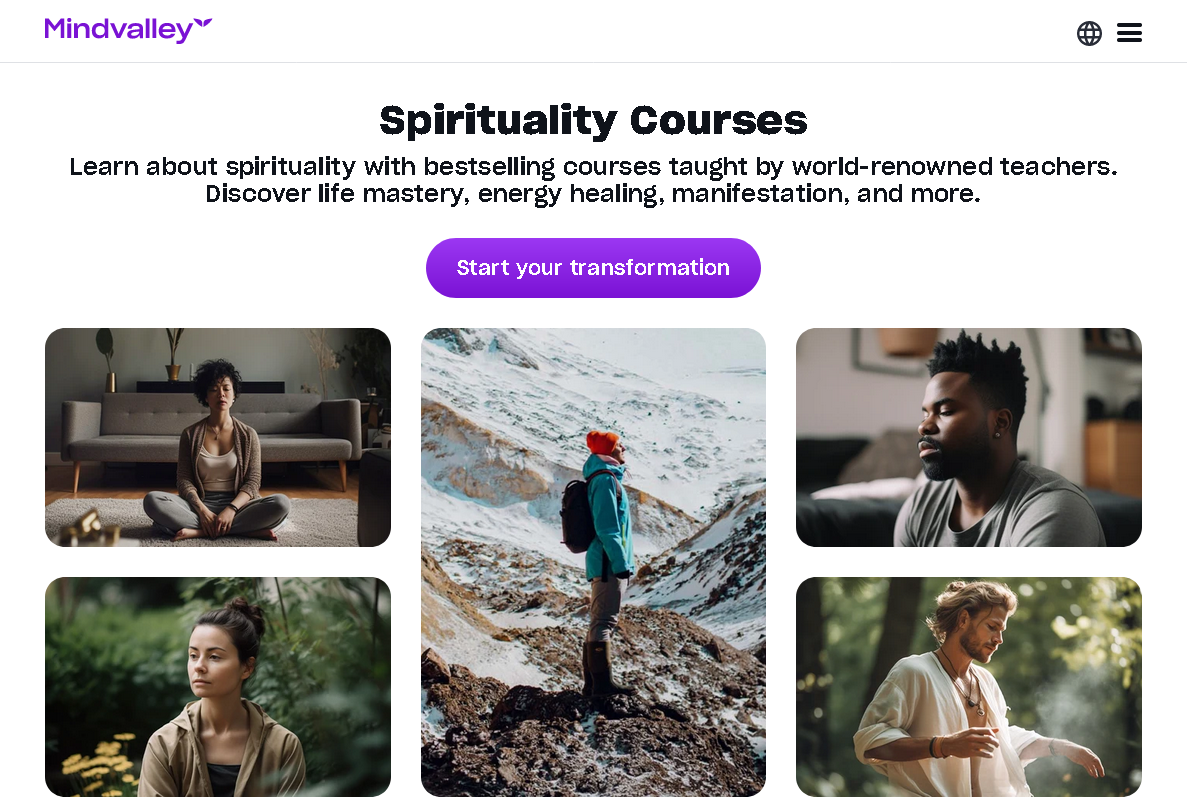 Mindvalley
Spirituality Courses
Learn about spirituality with bestselling courses taught by world-renowned teachers.
Discover life mastery, energy healing, manifestation, and more.
Start your transformation